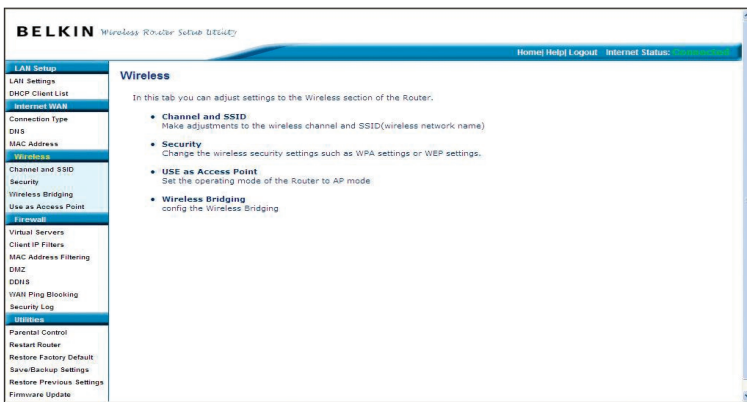 BELKIN Wireless Router Setup Utility
Home| Help| Logout Internet Status: Connected
LAN Setup
LAN Settings
DHCP Client List
Internet WAN
Connection Type
DNS
MAC Address
Wireless
Channel and SSID
Security
Wireless Bridging
Use as Access Point
Firewall
Virtual Servers
Client IP Filters
MAC Address Filtering
DMZ
DDNS
WAN Ping Blocking
Security Log
Utilities
Parental Control
Restart Router
Restore Factory Default
Save/Backup Settings
Restore Previous Settings
Firmware Update
Wireless
In this tab you can adjust settings to the Wireless section of the Router.
• Channel and SSID
Make adjustments to the wireless channel and SSID(wireless network name)
• Security
Change the wireless security settings such as WPA settings or WEP settings.
• USE as Access Point
Set the operating mode of the Router to AP mode
• Wireless Bridging
config the Wireless Bridging